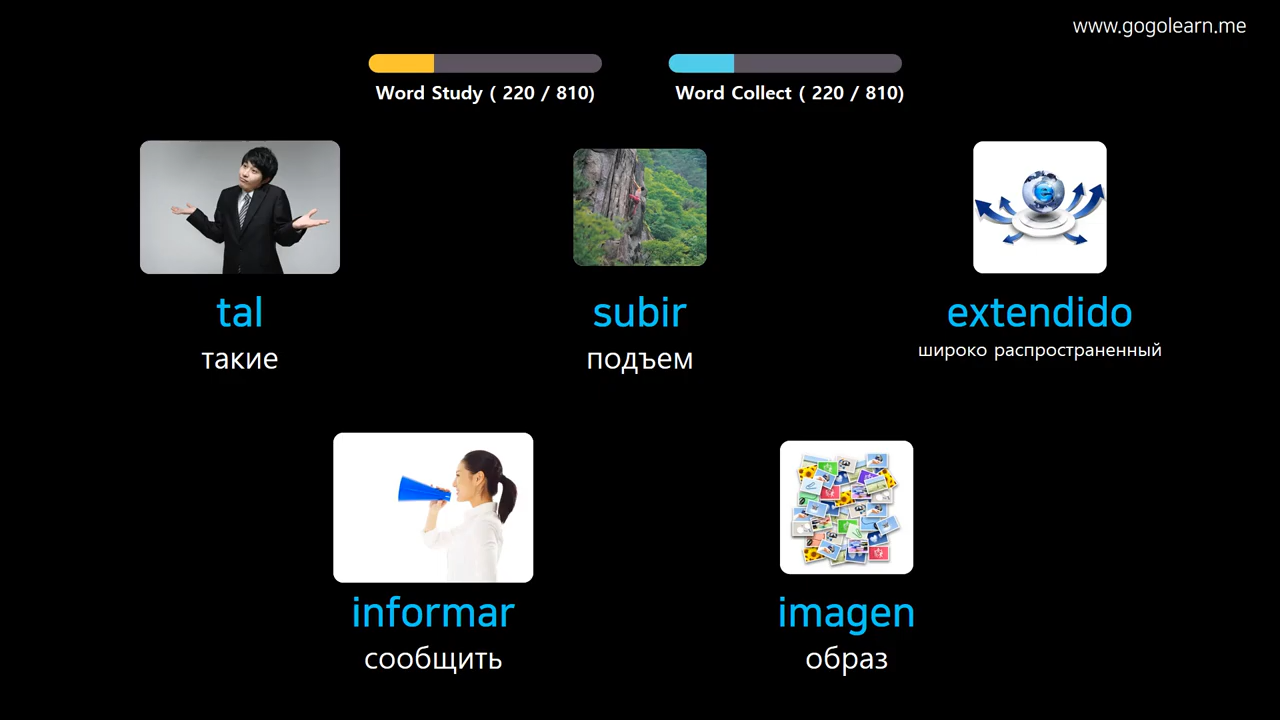 www.gogolearn.me
Word Study ( 220 / 810)
Word Collect ( 220 / 810)
tal
такие
subir
подъем
extendido
широко распространенный
informar
сообщить
imagen
образ